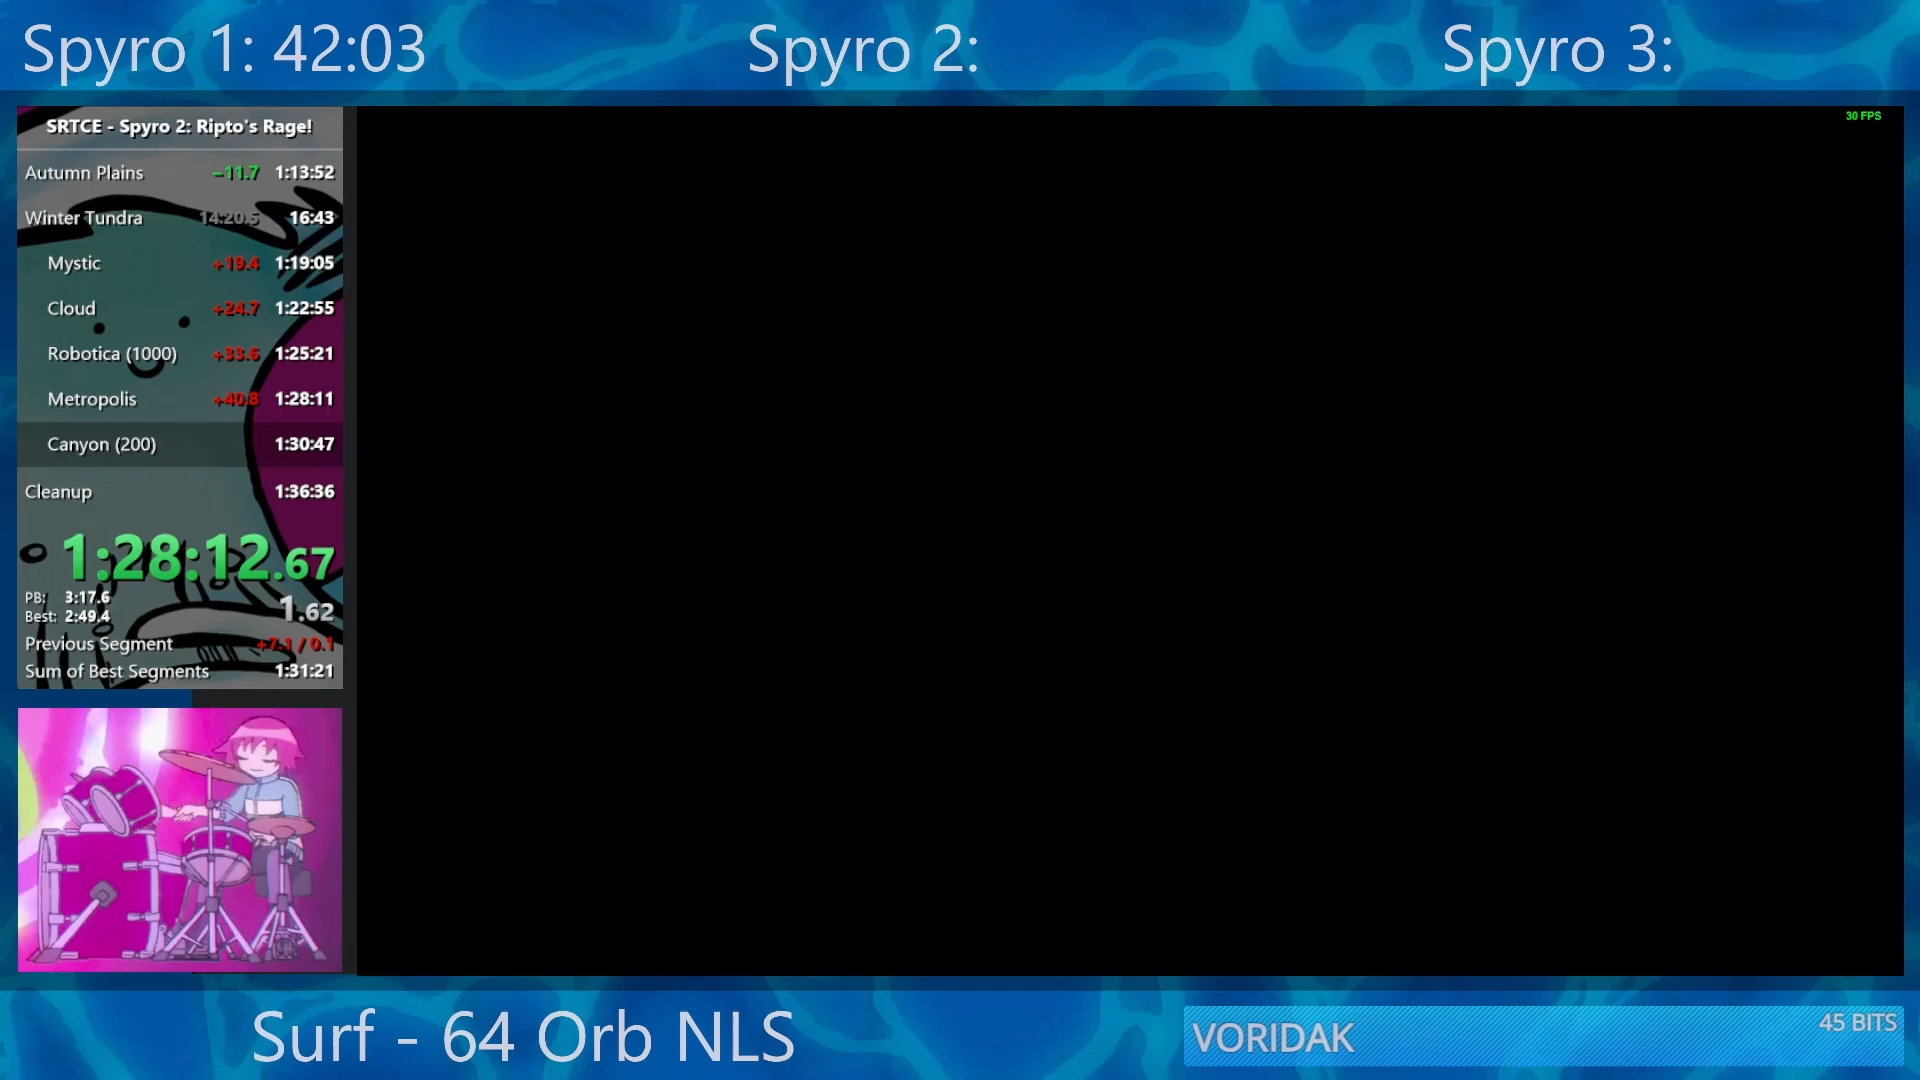 Spyro 1: 42:03 Spyro 2: Spyro 3:
30 FPS
SRTCE - Spyro 2: Ripto's Rage!
Autumn Plains −11.7 1:13:52
Winter Tundra 14:20.5 16:43
Mystic +19.4 1:19:05
Cloud +24.7 1:22:55
Robotica (1000) +33.6 1:25:21
Metropolis +40.8 1:28:11
Canyon (200) 1:30:47
Cleanup 1:36:36
1:28:12.67
PB: 3:17.6
Best: 2:49.4
1.62
Previous Segment +7.1 / 0.1
Sum of Best Segments 1:31:21
Surf - 64 Orb NLS
VORIDAK 45 BITS